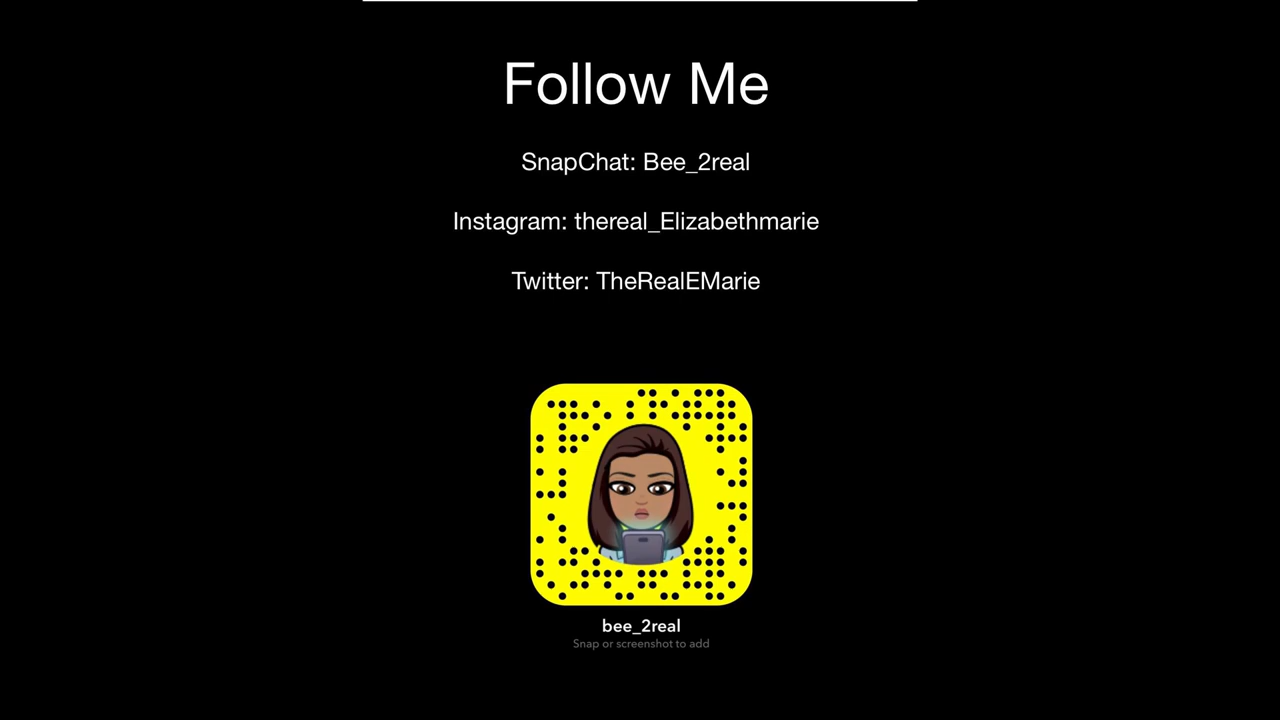 Follow Me
SnapChat: Bee_2real
Instagram: thereal_Elizabethmarie
Twitter: TheRealEMarie
bee_2real
Snap or screenshot to add